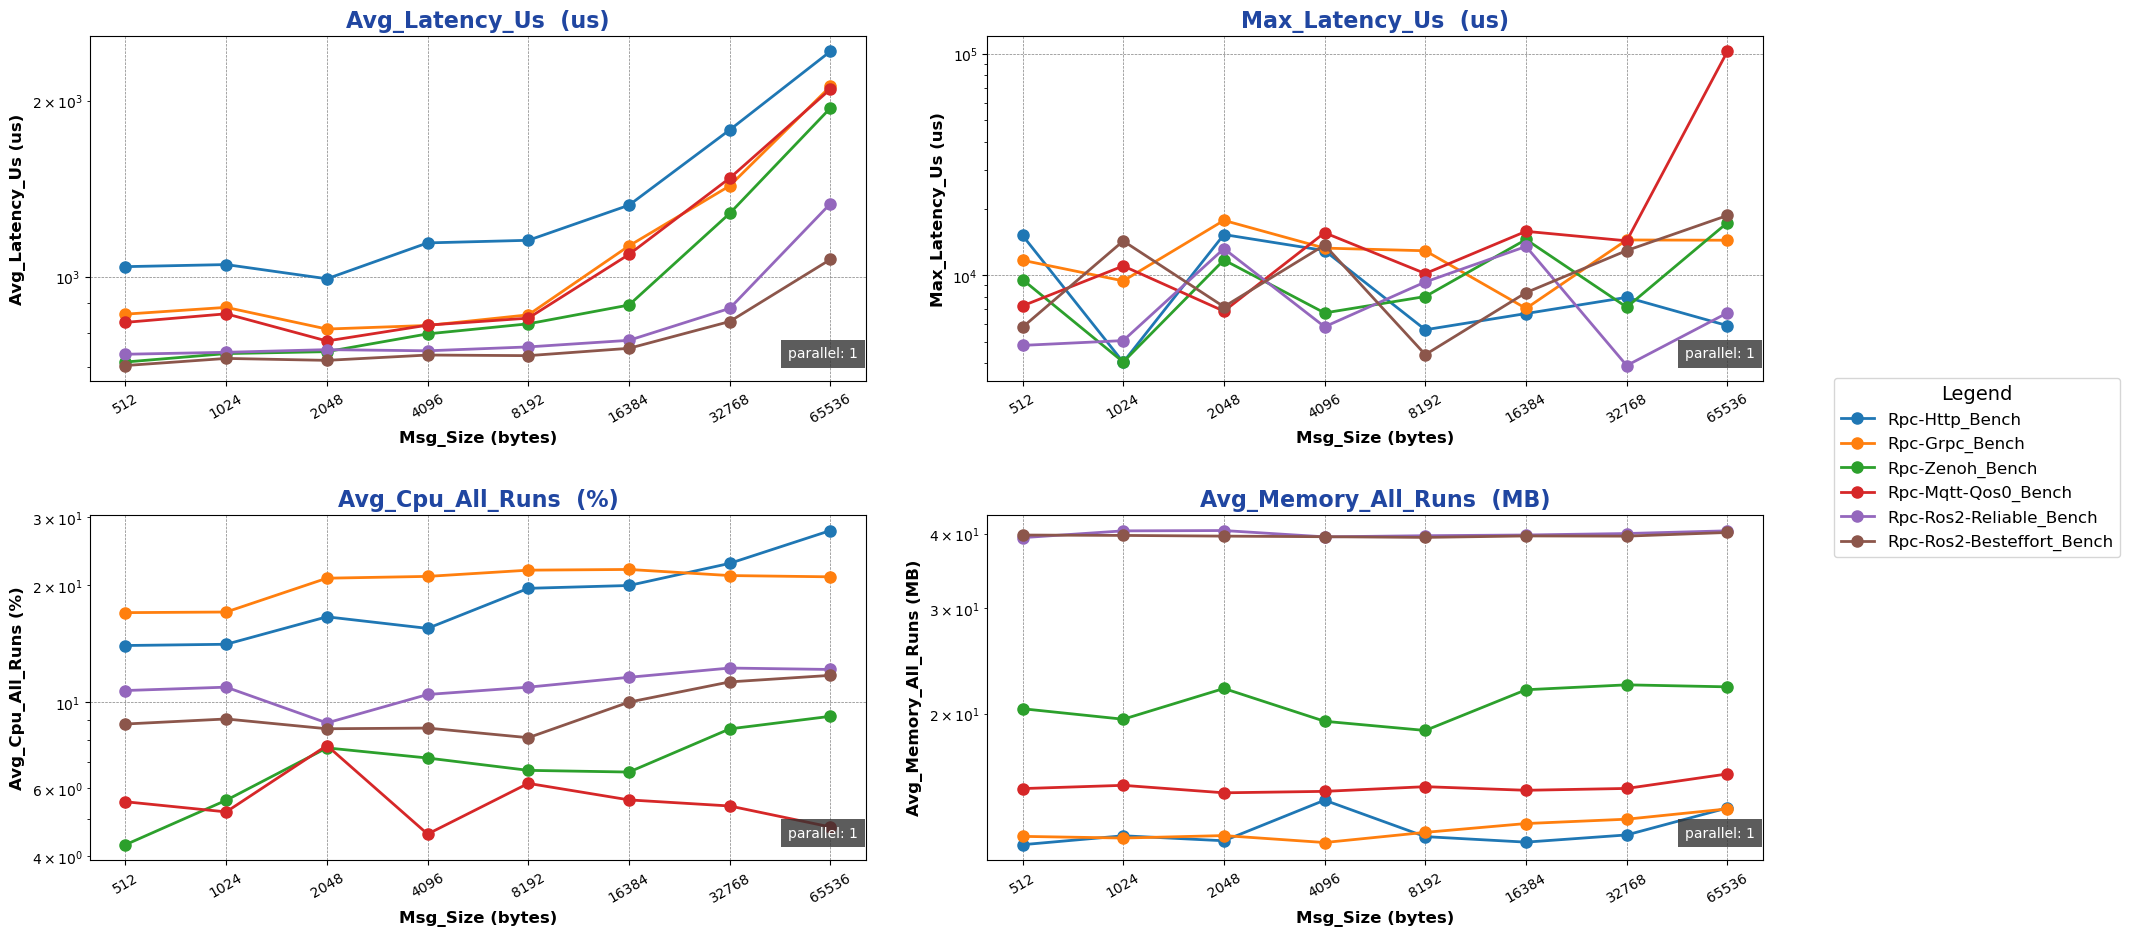 Avg_Latency_Us  (us)
Avg_Latency_Us (us)
2 × 10³
10³
512
1024
2048
4096
8192
16384
32768
65536
Msg_Size (bytes)
parallel: 1
Max_Latency_Us  (us)
Max_Latency_Us (us)
10⁵
10⁴
512
1024
2048
4096
8192
16384
32768
65536
Msg_Size (bytes)
parallel: 1
Legend
Rpc-Http_Bench
Rpc-Grpc_Bench
Rpc-Zenoh_Bench
Rpc-Mqtt-Qos0_Bench
Rpc-Ros2-Reliable_Bench
Rpc-Ros2-Besteffort_Bench
Avg_Cpu_All_Runs  (%)
Avg_Cpu_All_Runs (%)
3 × 10¹
2 × 10¹
10¹
6 × 10⁰
4 × 10⁰
512
1024
2048
4096
8192
16384
32768
65536
Msg_Size (bytes)
parallel: 1
Avg_Memory_All_Runs  (MB)
Avg_Memory_All_Runs (MB)
4 × 10¹
3 × 10¹
2 × 10¹
512
1024
2048
4096
8192
16384
32768
65536
Msg_Size (bytes)
parallel: 1